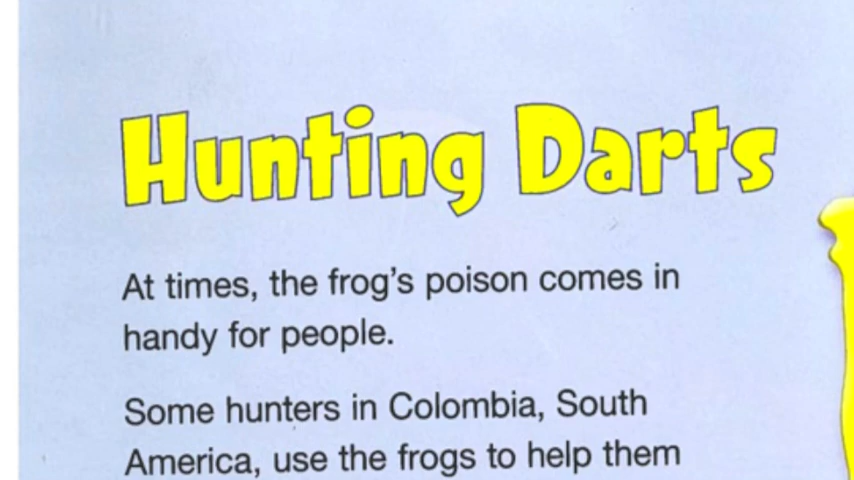 Hunting Darts
At times, the frog's poison comes in
handy for people.
Some hunters in Colombia, South
America, use the frogs to help them